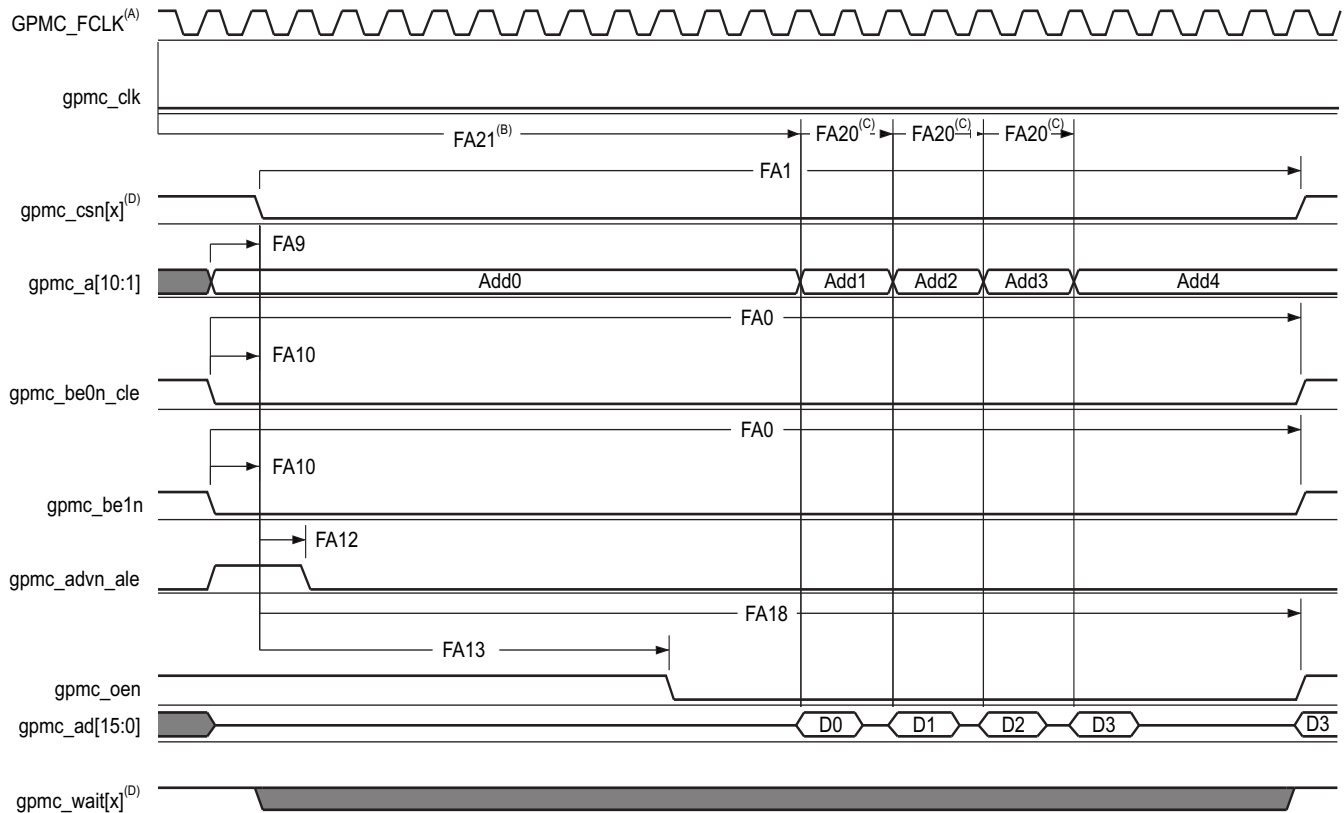 GPMC_FCLK(A)
gpmc_clk
FA21(B) FA20(C) FA20(C) FA20(C)
FA1
gpmc_csn[x](D)
FA9
gpmc_a[10:1] Add0 Add1 Add2 Add3 Add4
FA0
FA10
gpmc_be0n_cle
FA0
FA10
gpmc_be1n
FA12
gpmc_advn_ale
FA18
FA13
gpmc_oen
gpmc_ad[15:0] D0 D1 D2 D3 D3
gpmc_wait[x](D)